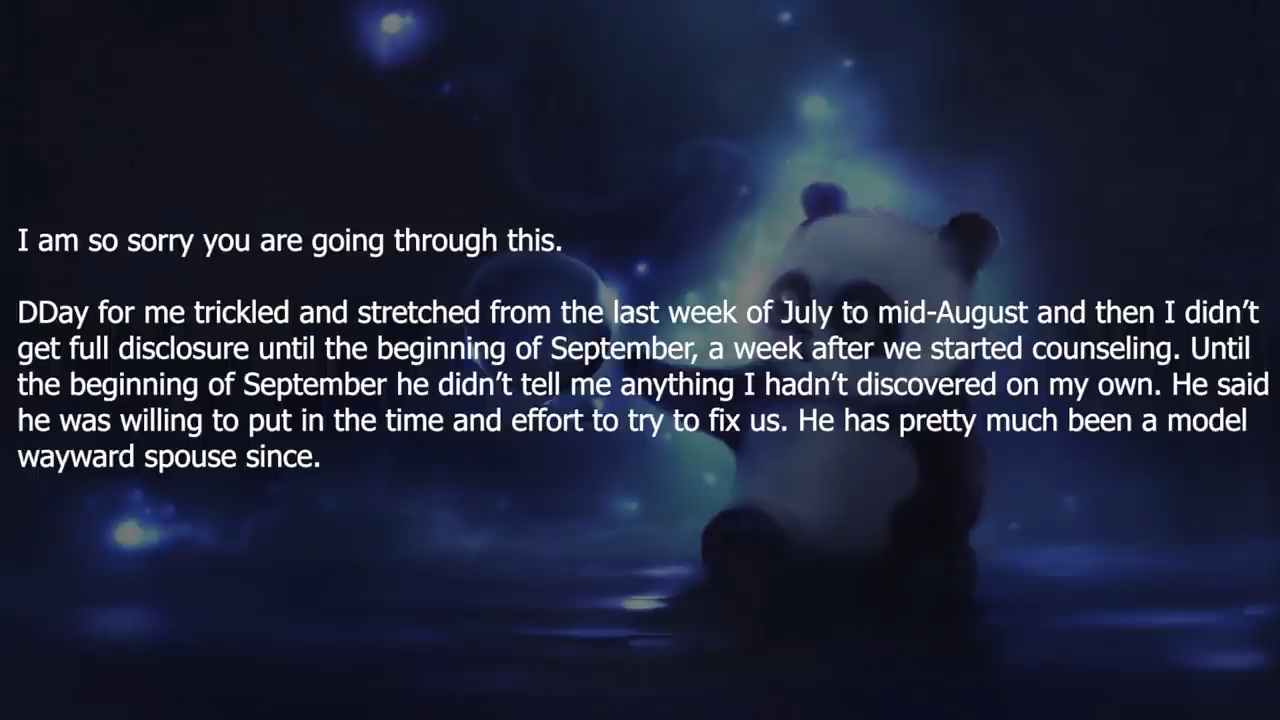 I am so sorry you are going through this.
DDay for me trickled and stretched from the last week of July to mid-August and then I didn’t
get full disclosure until the beginning of September, a week after we started counseling. Until
the beginning of September he didn’t tell me anything I hadn’t discovered on my own. He said
he was willing to put in the time and effort to try to fix us. He has pretty much been a model
wayward spouse since.